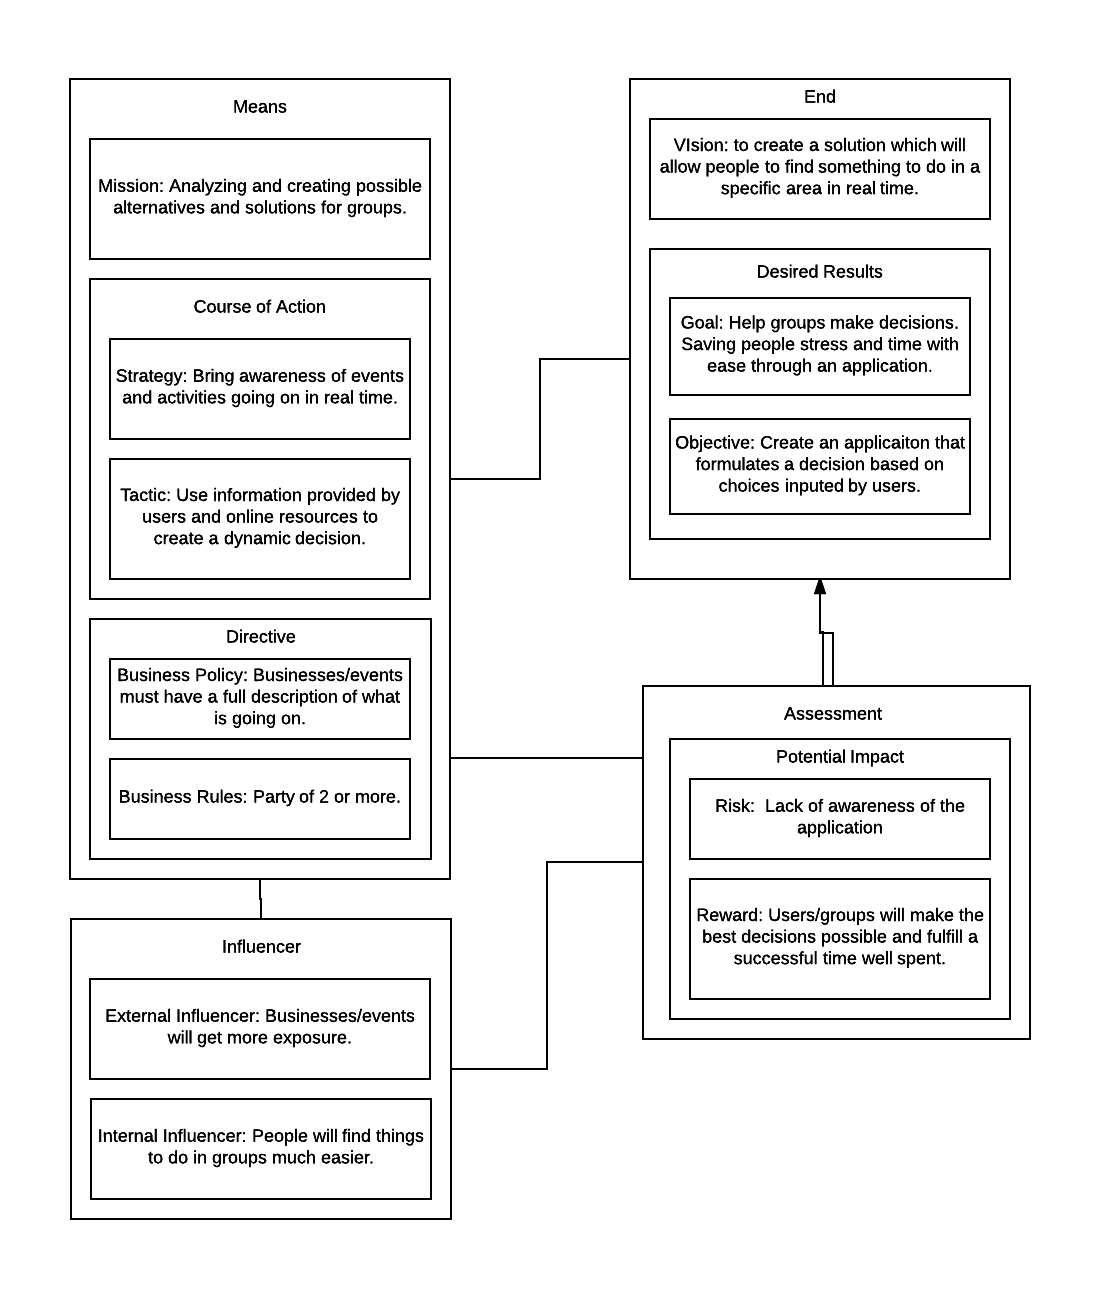 Means
Mission: Analyzing and creating possible
alternatives and solutions for groups.
Course of Action
Strategy: Bring awareness of events
and activities going on in real time.
Tactic: Use information provided by
users and online resources to
create a dynamic decision.
Directive
Business Policy: Businesses/events
must have a full description of what
is going on.
Business Rules: Party of 2 or more.
Influencer
External Influencer: Businesses/events
will get more exposure.
Internal Influencer: People will find things
to do in groups much easier.
End
VIsion: to create a solution which will
allow people to find something to do in a
specific area in real time.
Desired Results
Goal: Help groups make decisions.
Saving people stress and time with
ease through an application.
Objective: Create an applicaiton that
formulates a decision based on
choices inputed by users.
Assessment
Potential Impact
Risk:  Lack of awareness of the
application
Reward: Users/groups will make the
best decisions possible and fulfill a
successful time well spent.